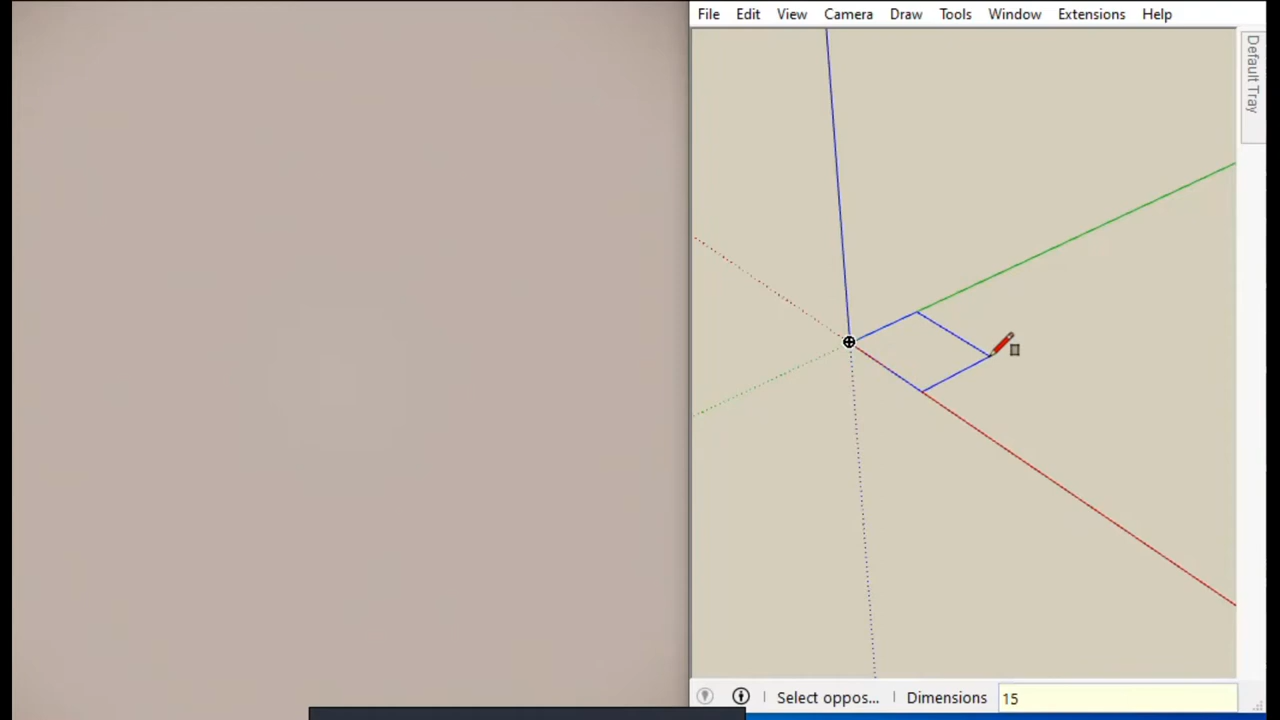 File Edit View Camera Draw Tools Window Extensions Help
Default Tray
Select oppos... Dimensions 15